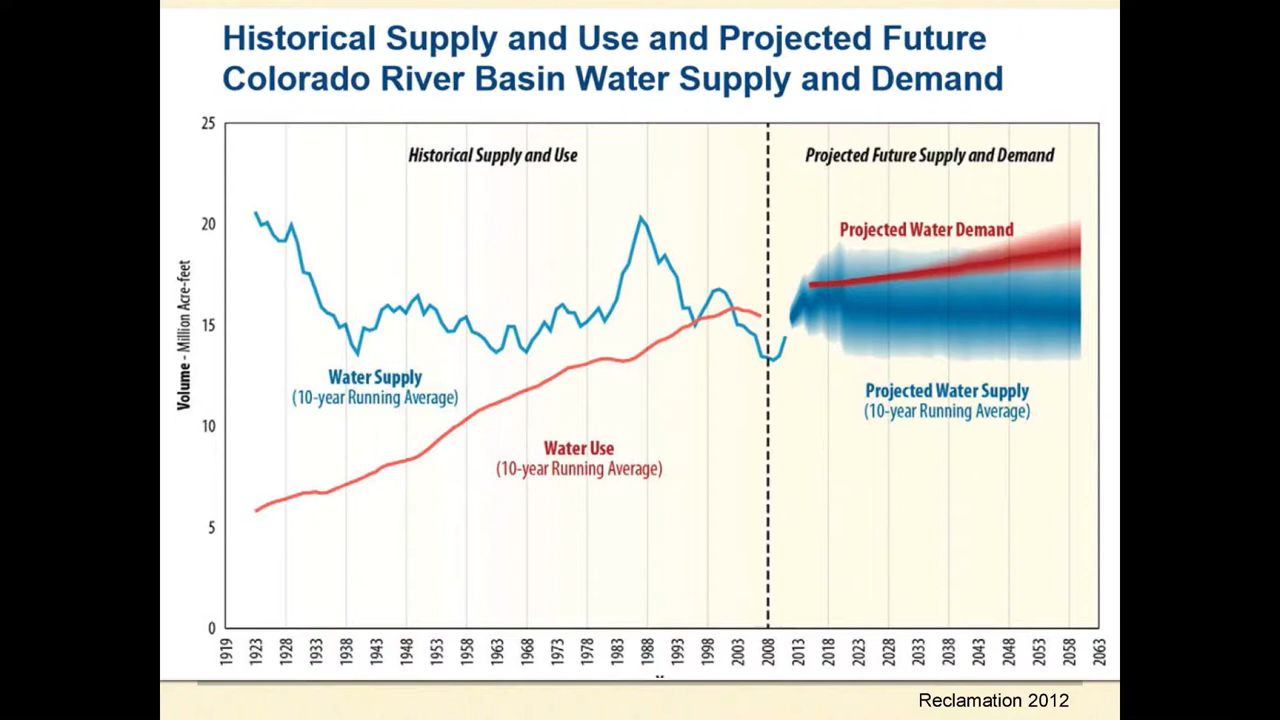 Historical Supply and Use and Projected Future
Colorado River Basin Water Supply and Demand
25
20
15
10
5
0
Volume - Million Acre-feet
Historical Supply and Use
Projected Future Supply and Demand
Projected Water Demand
Water Supply
(10-year Running Average)
Water Use
(10-year Running Average)
Projected Water Supply
(10-year Running Average)
1919
1923
1928
1933
1938
1943
1948
1953
1958
1963
1968
1973
1978
1983
1988
1993
1998
2003
2008
2013
2018
2023
2028
2033
2038
2043
2048
2053
2058
2063
Reclamation 2012